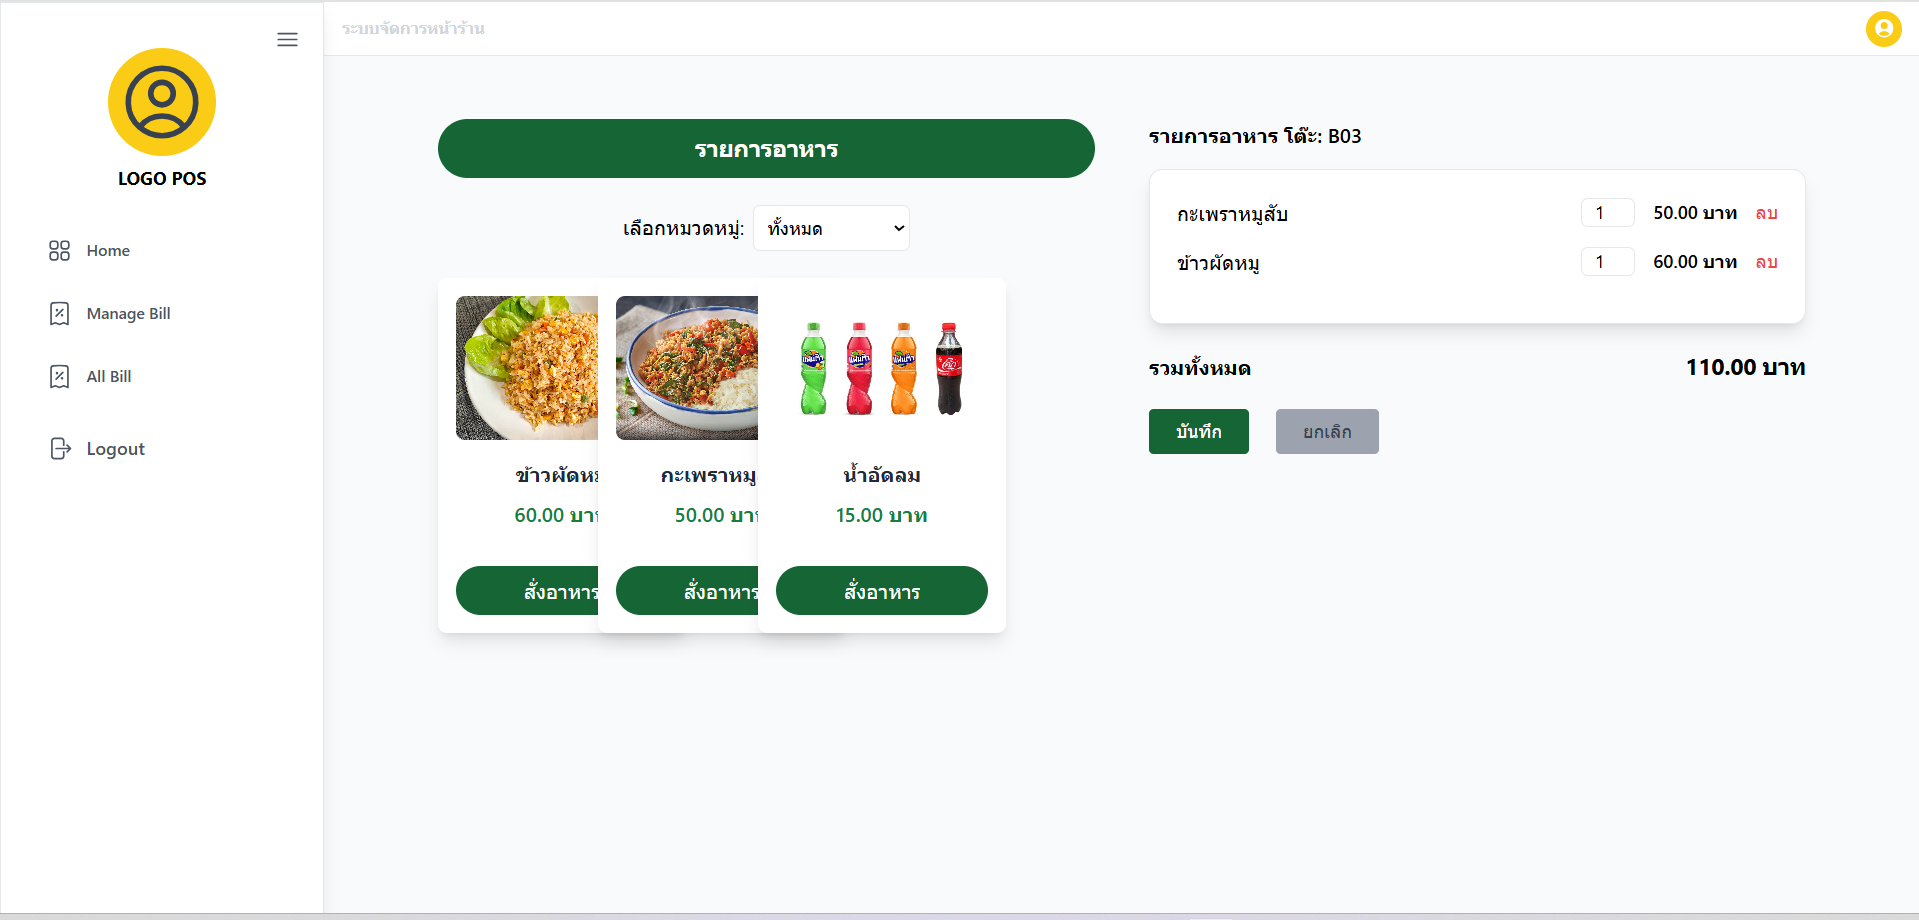 ระบบจัดการหน้าร้าน
LOGO POS
Home
Manage Bill
All Bill
Logout
รายการอาหาร
เลือกหมวดหมู่: ทั้งหมด
ข้าวผัดหมู
60.00 บาท
สั่งอาหาร
กะเพราหมู
50.00 บาท
สั่งอาหาร
น้ำอัดลม
15.00 บาท
สั่งอาหาร
รายการอาหาร โต๊ะ: B03
กะเพราหมูสับ 1 50.00 บาท ลบ
ข้าวผัดหมู 1 60.00 บาท ลบ
รวมทั้งหมด 110.00 บาท
บันทึก ยกเลิก